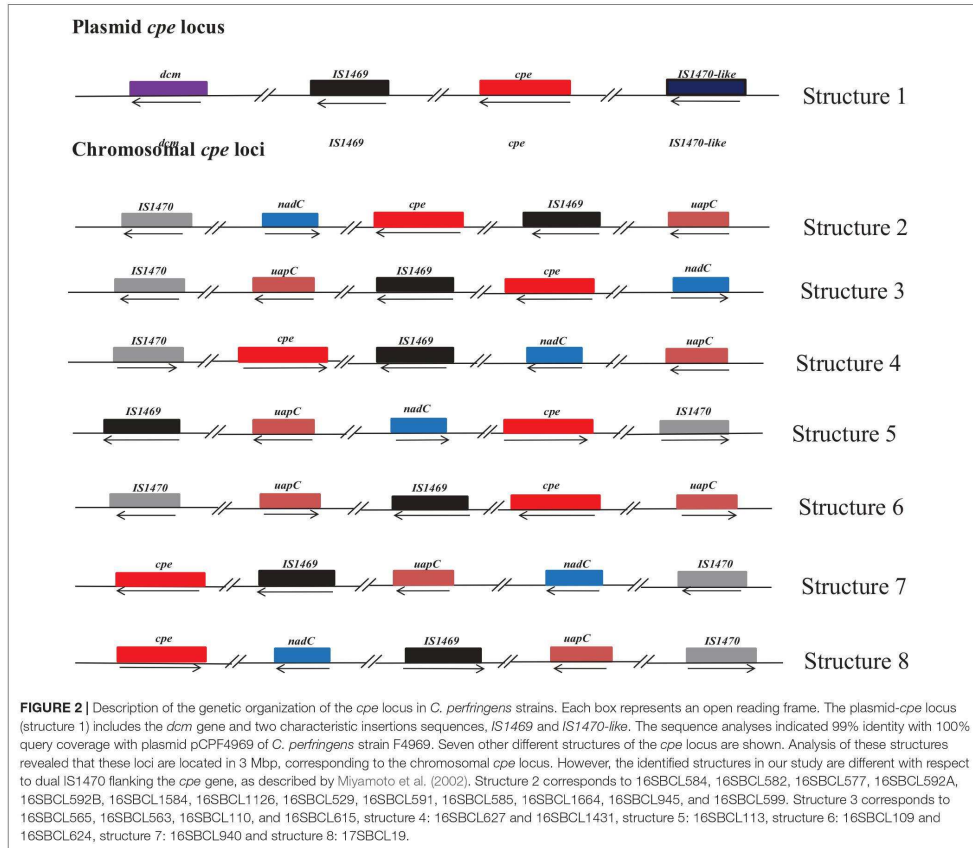 Plasmid cpe locus
dcm IS1469 cpe IS1470-like
Structure 1
dcm IS1469 cpe IS1470-like
Chromosomal cpe loci
IS1470 nadC cpe IS1469 uapC
Structure 2
IS1470 uapC IS1469 cpe nadC
Structure 3
IS1470 cpe IS1469 nadC uapC
Structure 4
IS1469 uapC nadC cpe IS1470
Structure 5
IS1470 uapC IS1469 cpe uapC
Structure 6
cpe IS1469 uapC nadC IS1470
Structure 7
cpe nadC IS1469 uapC IS1470
Structure 8
FIGURE 2 | Description of the genetic organization of the cpe locus in C. perfringens strains. Each box represents an open reading frame. The plasmid-cpe locus
(structure 1) includes the dcm gene and two characteristic insertions sequences, IS1469 and IS1470-like. The sequence analyses indicated 99% identity with 100%
query coverage with plasmid pCPF4969 of C. perfringens strain F4969. Seven other different structures of the cpe locus are shown. Analysis of these structures
revealed that these loci are located in 3 Mbp, corresponding to the chromosomal cpe locus. However, the identified structures in our study are different with respect
to dual IS1470 flanking the cpe gene, as described by Miyamoto et al. (2002). Structure 2 corresponds to 16SBCL584, 16SBCL582, 16SBCL577, 16SBCL592A,
16SBCL592B, 16SBCL1584, 16SBCL1126, 16SBCL529, 16SBCL591, 16SBCL585, 16SBCL1664, 16SBCL945, and 16SBCL599. Structure 3 corresponds to
16SBCL565, 16SBCL563, 16SBCL110, and 16SBCL615, structure 4: 16SBCL627 and 16SBCL1431, structure 5: 16SBCL113, structure 6: 16SBCL109 and
16SBCL624, structure 7: 16SBCL940 and structure 8: 17SBCL19.